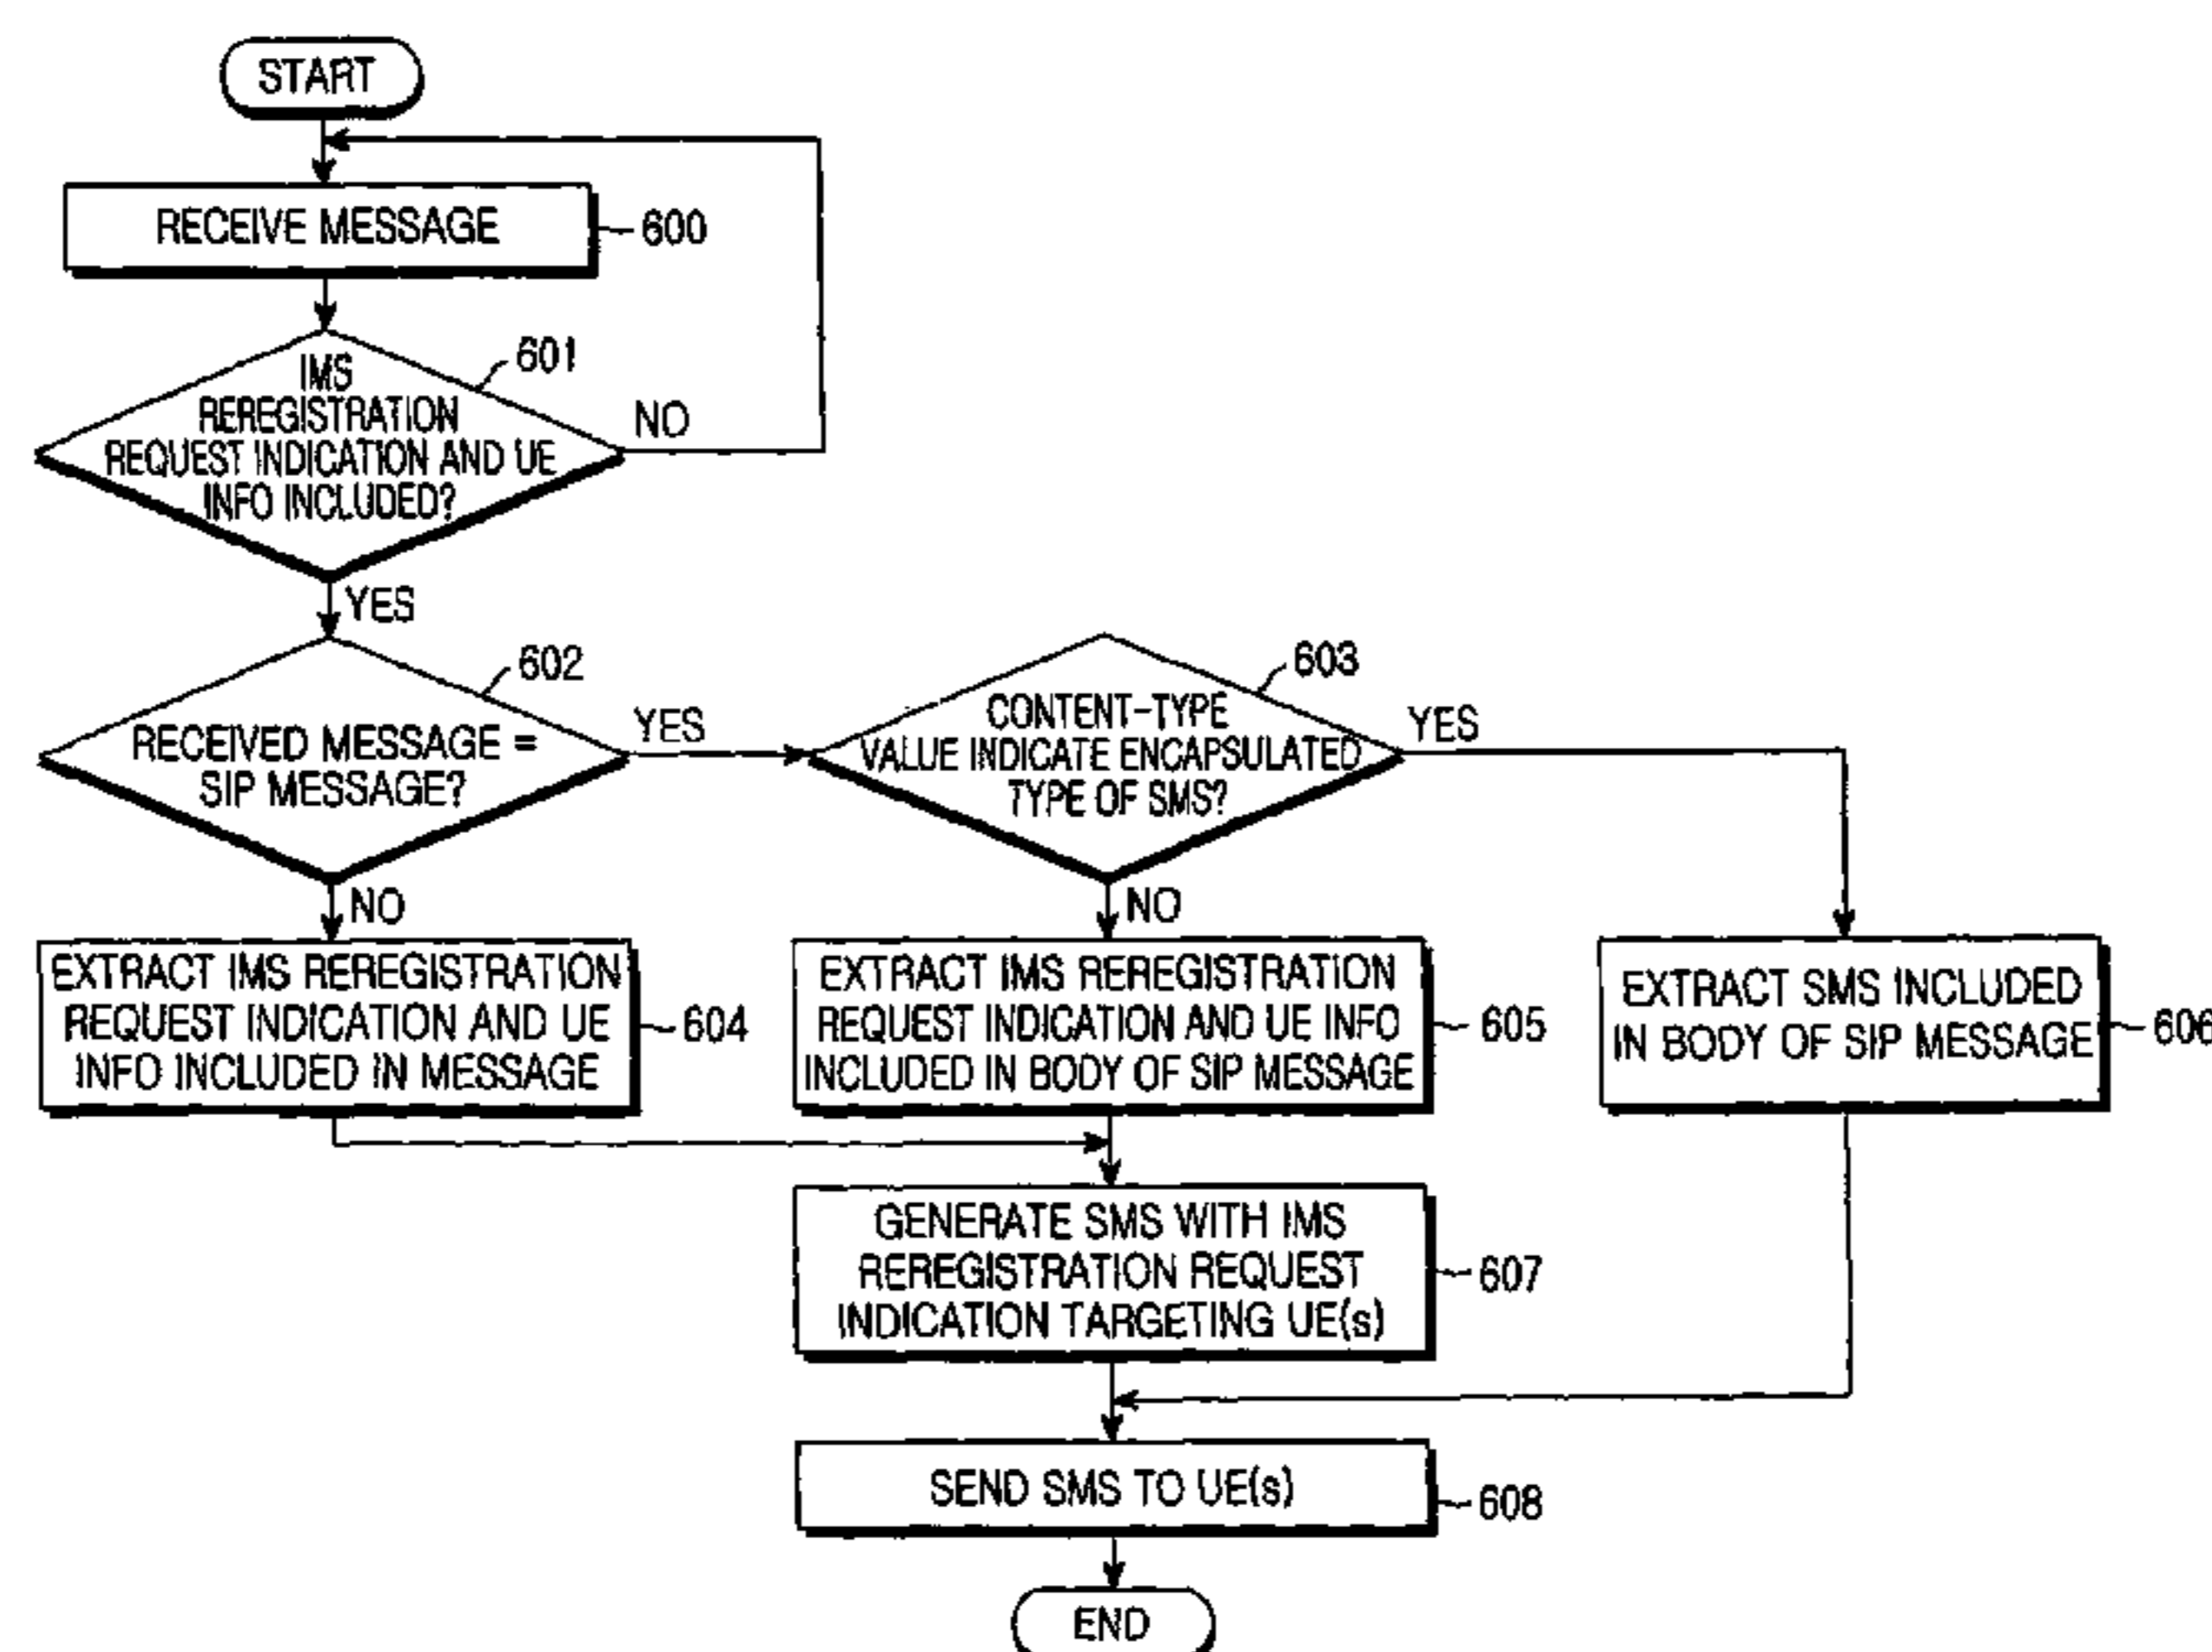 START
RECEIVE MESSAGE
600
IMS
REREGISTRATION
REQUEST INDICATION AND UE
INFO INCLUDED?
601
NO
YES
RECEIVED MESSAGE =
SIP MESSAGE?
602
YES
CONTENT-TYPE
VALUE INDICATE ENCAPSULATED
TYPE OF SMS?
603
YES
NO
NO
EXTRACT IMS REREGISTRATION
REQUEST INDICATION AND UE
INFO INCLUDED IN MESSAGE
604
EXTRACT IMS REREGISTRATION
REQUEST INDICATION AND UE INFO
INCLUDED IN BODY OF SIP MESSAGE
605
EXTRACT SMS INCLUDED
IN BODY OF SIP MESSAGE
606
GENERATE SMS WITH IMS
REREGISTRATION REQUEST
INDICATION TARGETING UE(s)
607
SEND SMS TO UE(s)
608
END